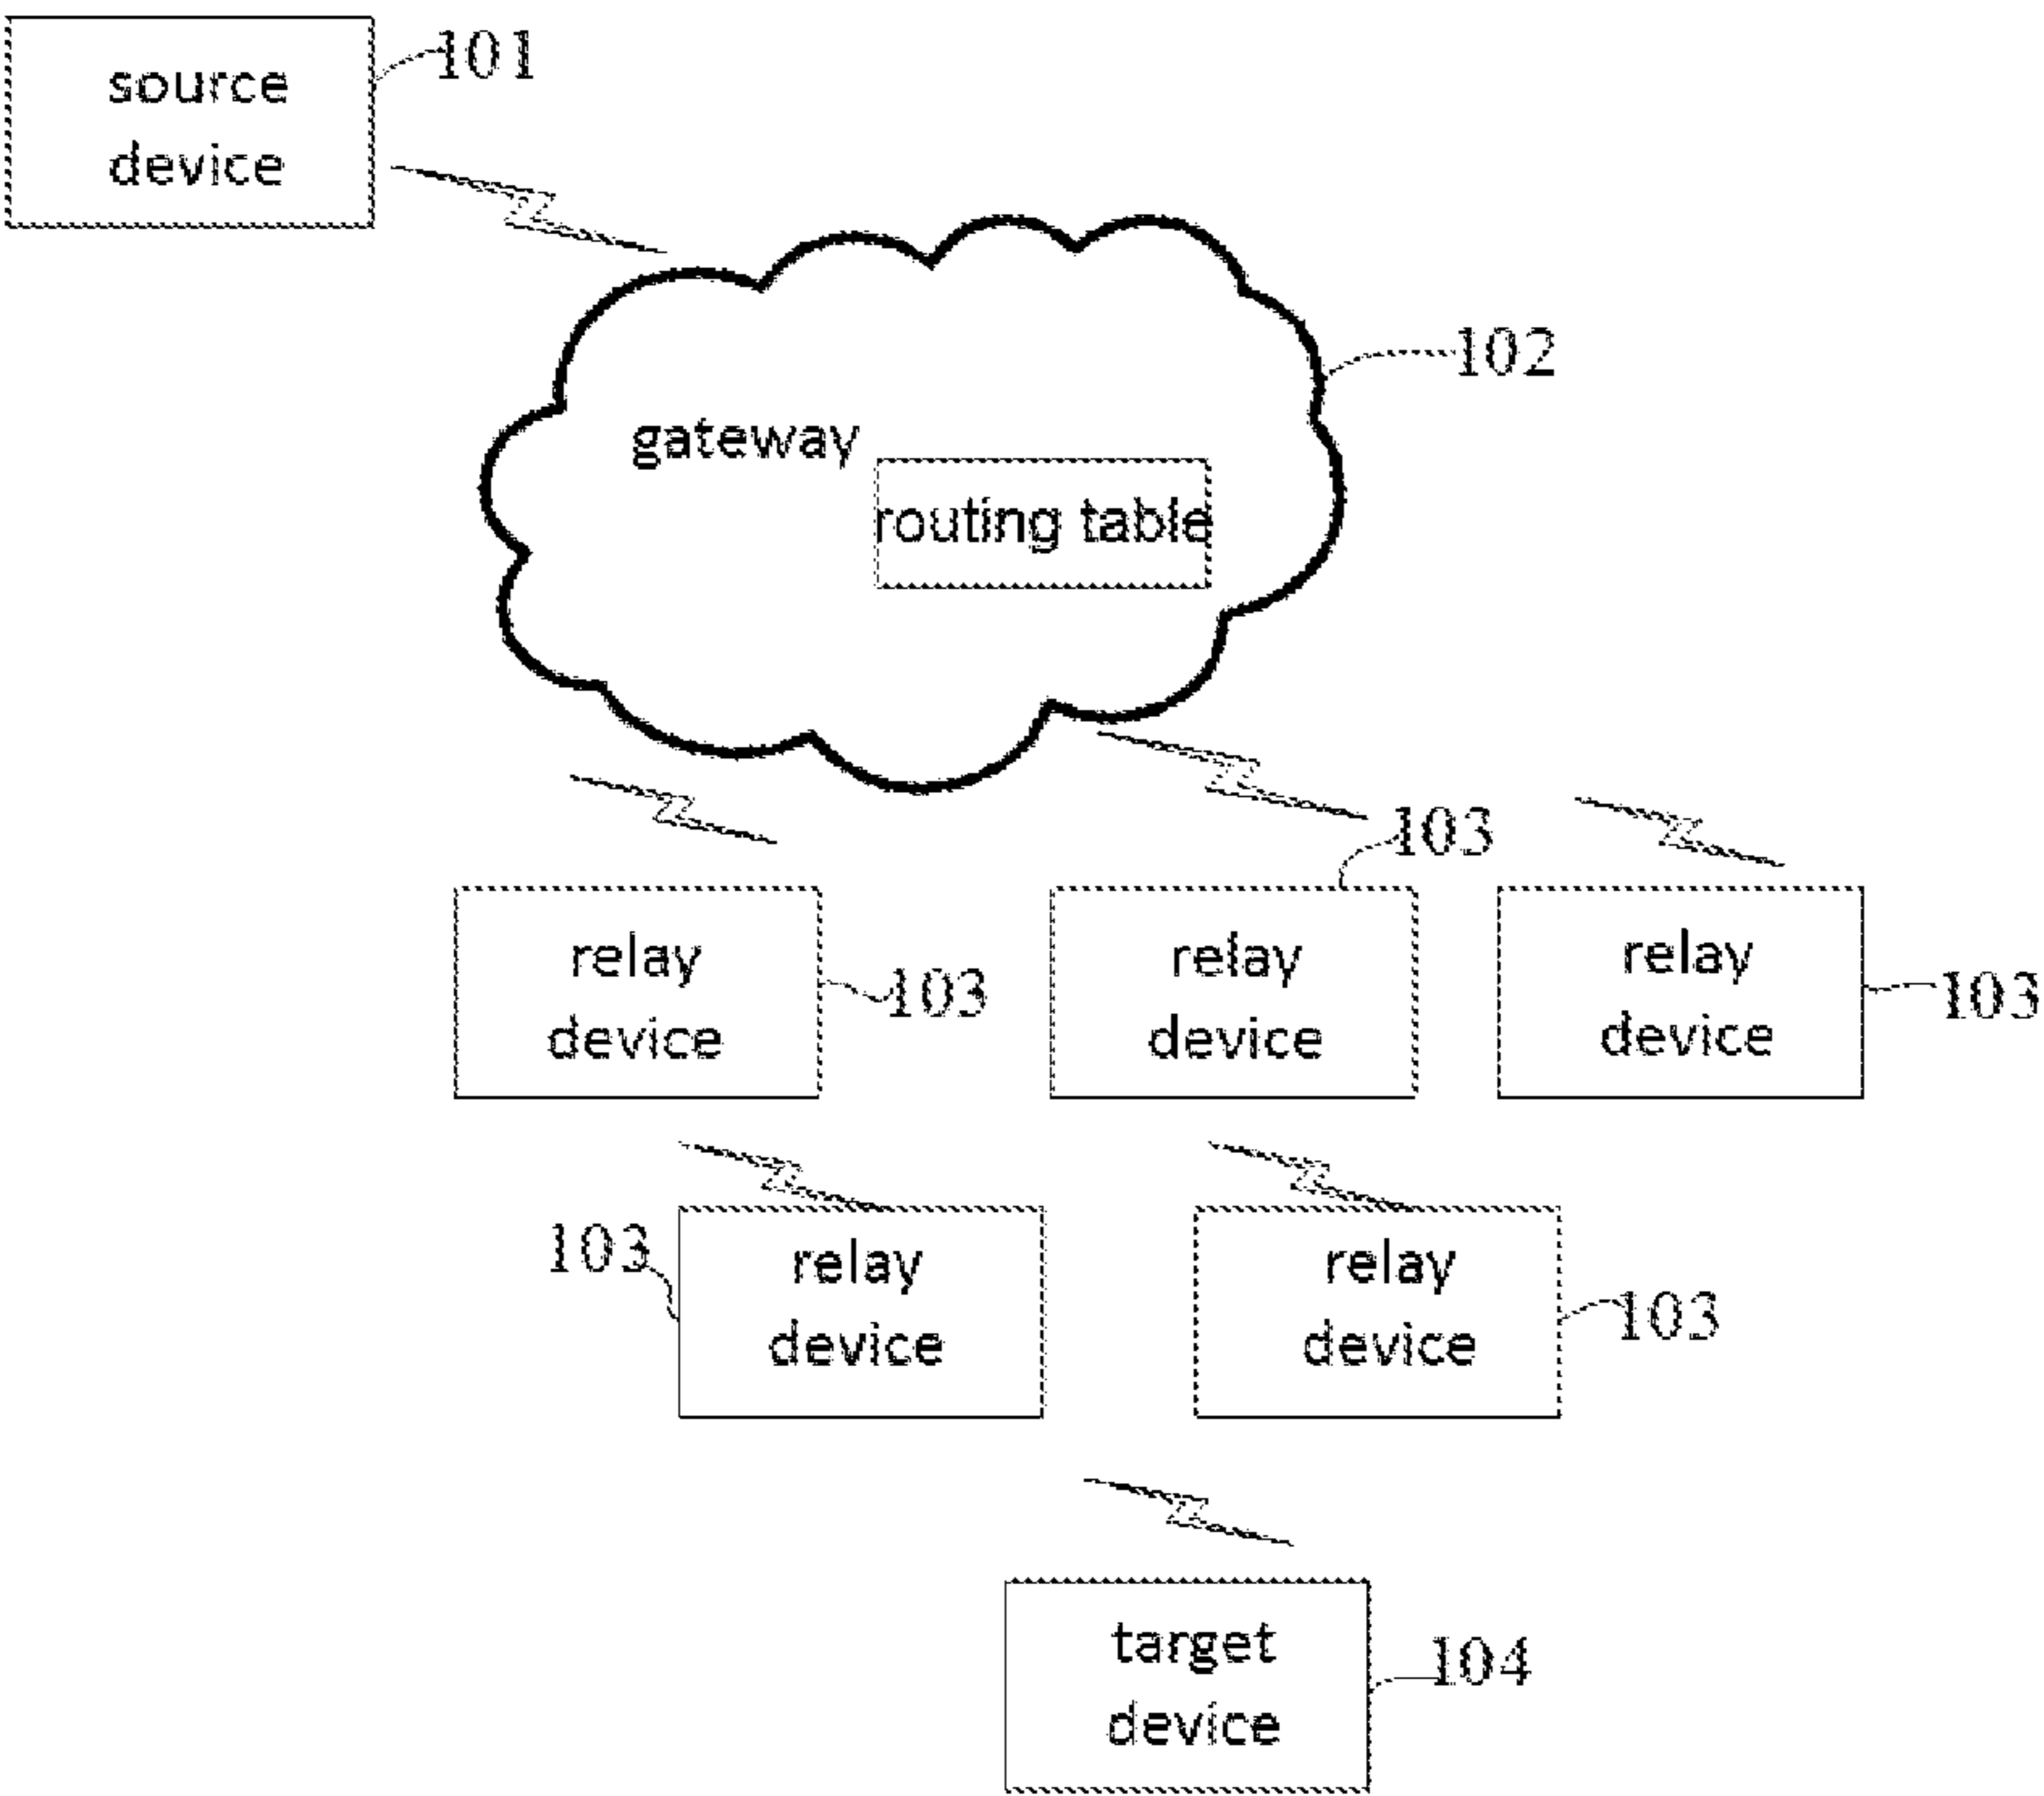 source
device
101
102
gateway
routing table
103
relay
device
103
relay
device
relay
device
103
103
relay
device
relay
device
103
target
device
104